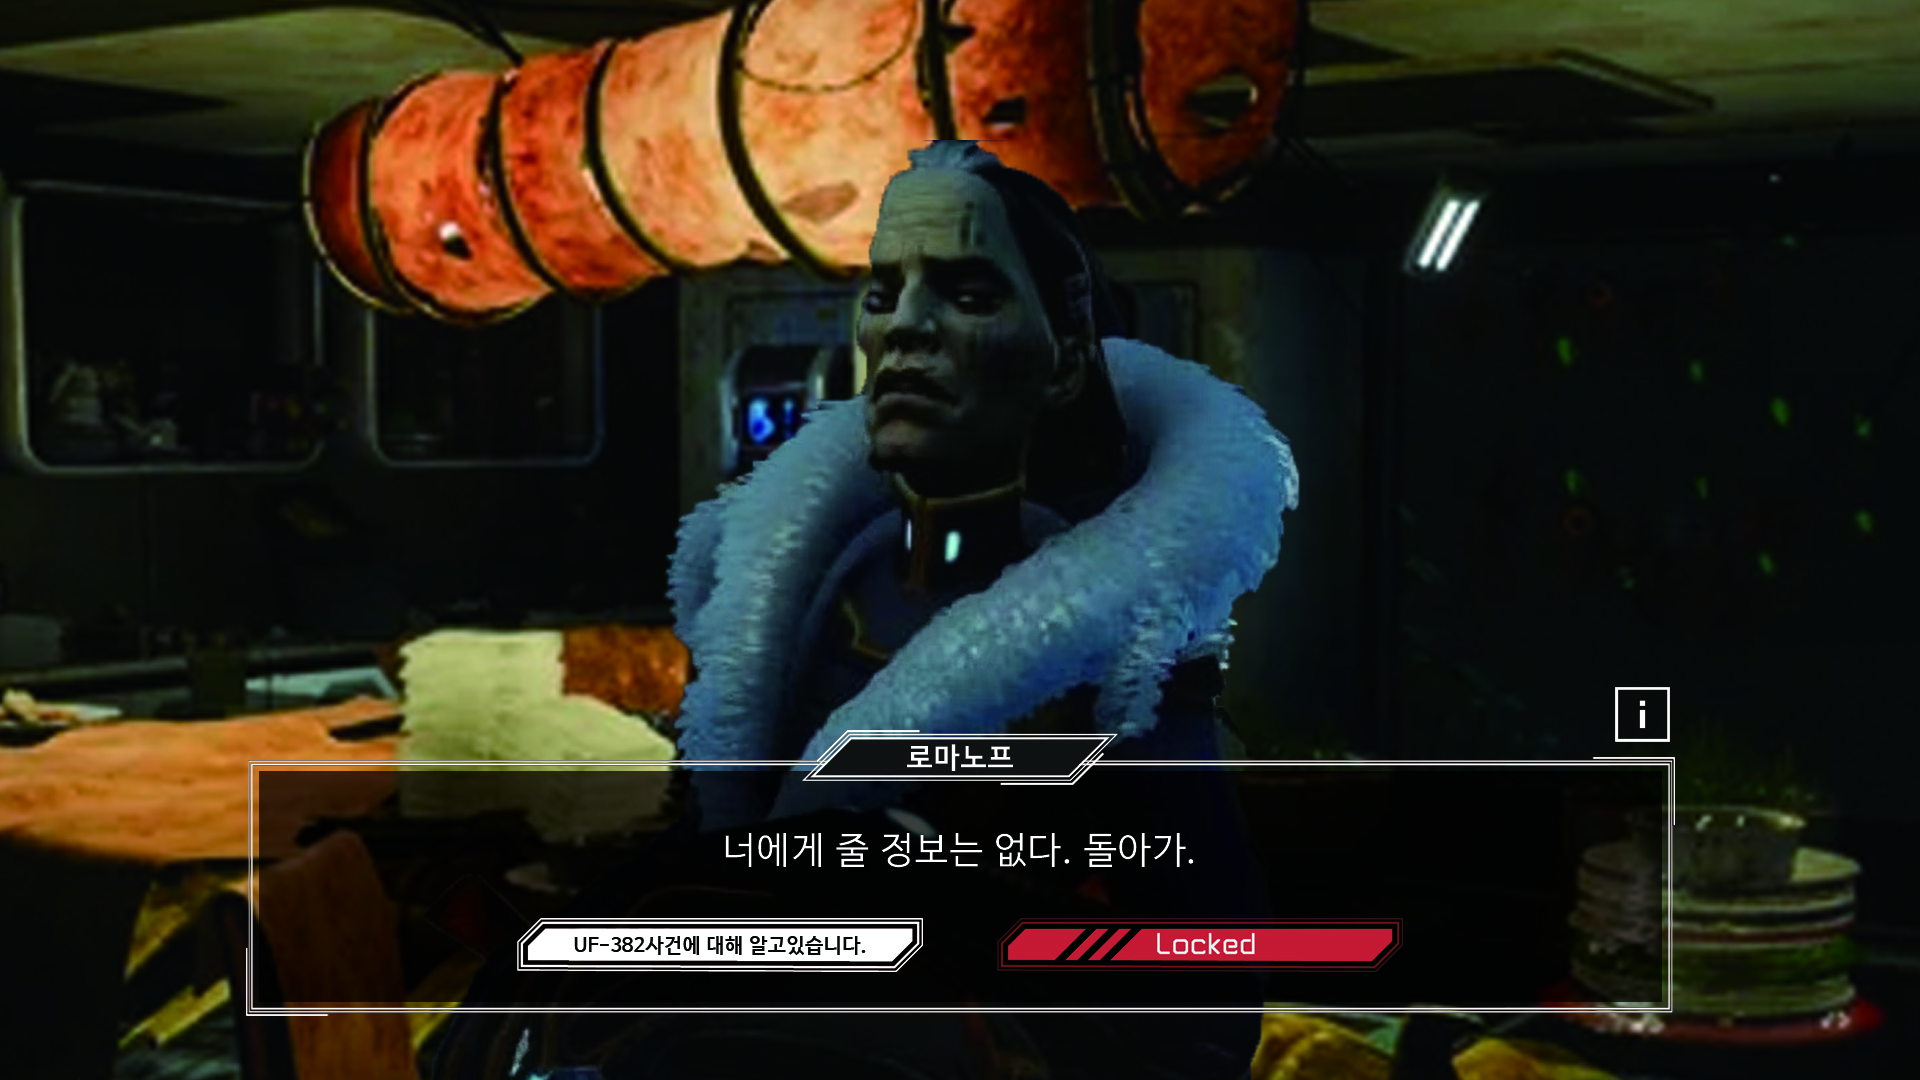 i
로마노프
너에게 줄 정보는 없다. 돌아가.
UF-382사건에 대해 알고있습니다.
Locked